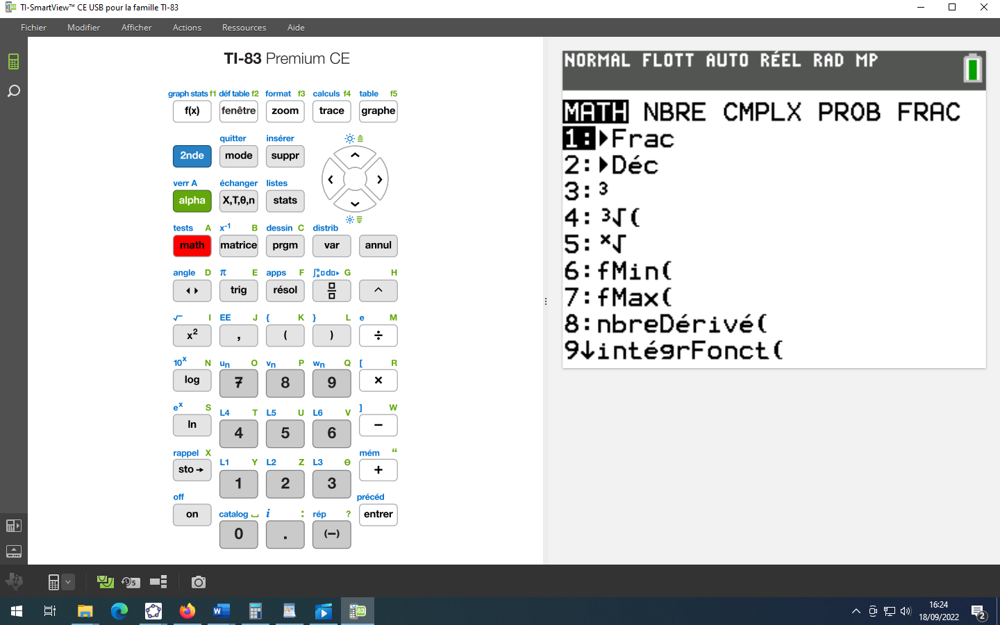 TI-SmartView™ CE USB pour la famille TI-83
Fichier Modifier Afficher Actions Ressources Aide
TI-83 Premium CE
graph stats f1 déf table f2 format f3 calculs f4 table f5
f(x) fenêtre zoom trace graphe
quitter insérer
2nde mode suppr
verr A échanger listes
alpha X,T,θ,n stats
tests A x-1 B dessin C distrib
math matrice prgm var annul
angle D π E apps F G H
trig résol ^
√ I EE J { K } L e M
x² , ( ) ÷
10x N un O vn P wn Q [ R
log 7 8 9 ×
ex S L4 T L5 U L6 V ] W
ln 4 5 6 −
rappel X L1 Y L2 Z L3 θ mém “
sto→ 1 2 3 +
off catalog i : rép ? précéd
on 0 . (−) entrer
NORMAL FLOTT AUTO RÉEL RAD MP
MATH NBRE CMPLX PROB FRAC
1:▶Frac
2:▶Déc
3:³
4:³√(
5:ˣ√
6:fMin(
7:fMax(
8:nbreDérivé(
9↓intégrFonct(
16:24
18/09/2022
2